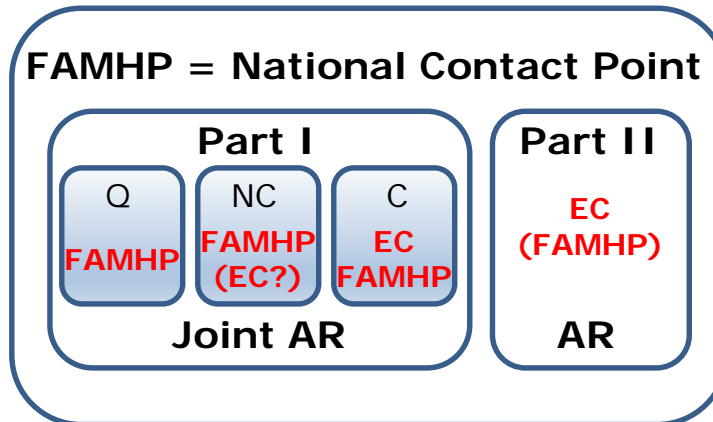 FAMHP = National Contact Point
Part I
Q
FAMHP
NC
FAMHP
(EC?)
C
EC
FAMHP
Joint AR
Part II
EC
(FAMHP)
AR